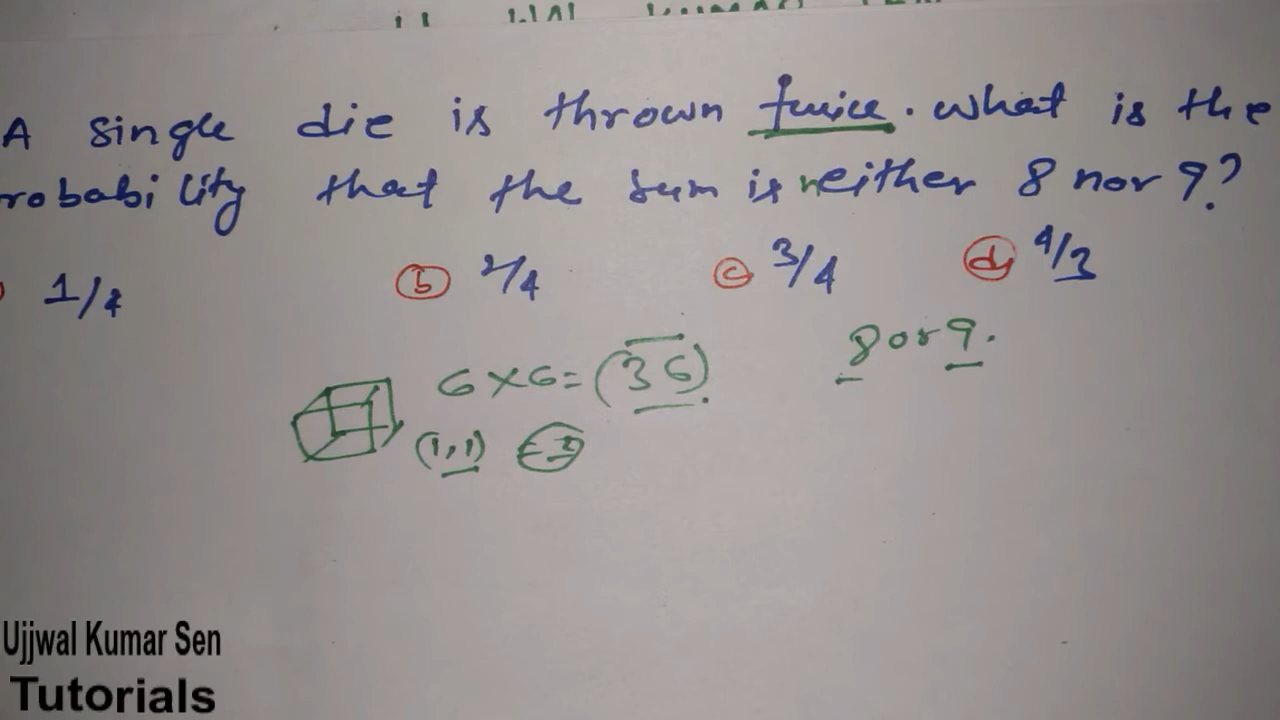 A single die is thrown twice. what is the
robability that the sum is neither 8 nor 9?
1/4 (b) 2/4 (c) 3/4 (d) 4/3
8 or 9.
6×6=(36)
(1,1) =2
Ujjwal Kumar Sen
Tutorials